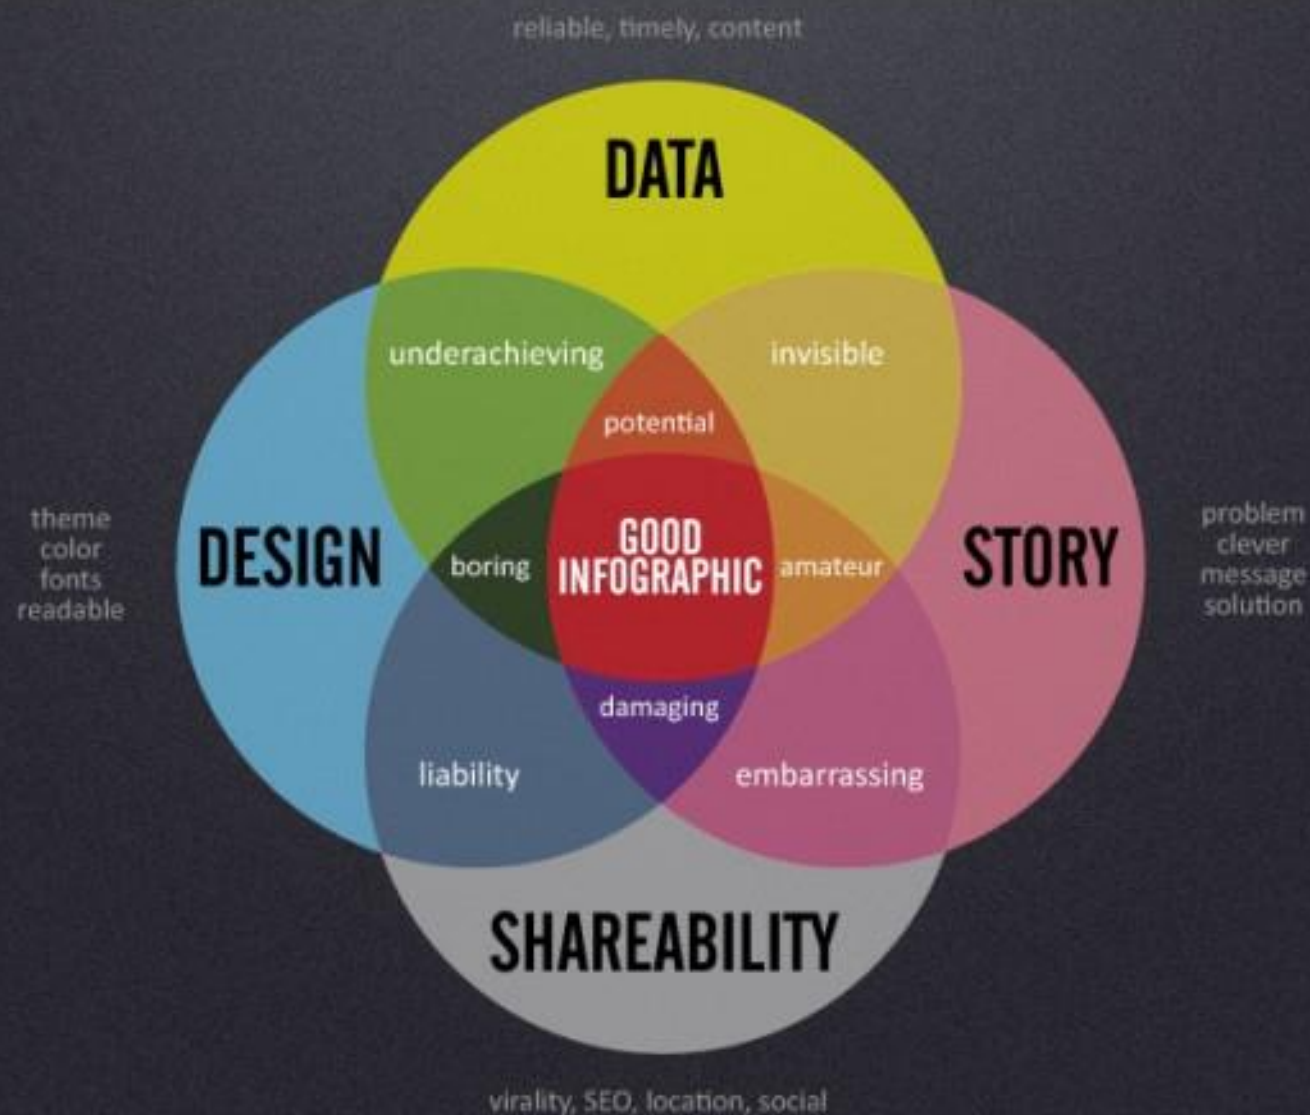 reliable, timely, content
DATA
underachieving
invisible
potential
theme
color
fonts
readable
DESIGN
boring
GOOD
INFOGRAPHIC
amateur
STORY
problem
clever
message
solution
damaging
liability
embarrassing
SHAREABILITY
virality, SEO, location, social